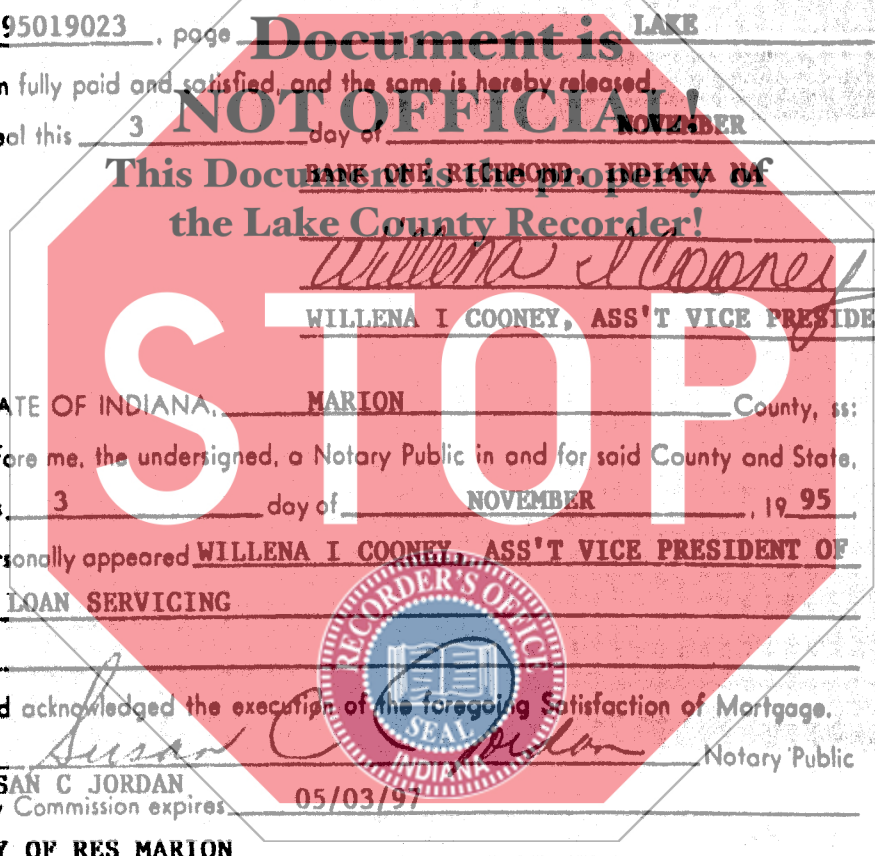 95019023, page LAKE
Document is
n fully paid and satisfied, and the same is hereby released.
NOT OFFICIAL!
eal this 3 day of NOVEMBER
This Document is the property of
BANK ONE RICHMOND, INDIANA NA
the Lake County Recorder!
Willena I Cooney
WILLENA I COONEY, ASS'T VICE PRESIDE
STOP
ATE OF INDIANA, MARION County, ss:
fore me, the undersigned, a Notary Public in and for said County and State,
s 3 day of NOVEMBER, 19 95
rsonally appeared WILLENA I COONEY, ASS'T VICE PRESIDENT OF
LOAN SERVICING
RECORDER'S OFFICE
SEAL
INDIANA
d acknowledged the execution of the foregoing Satisfaction of Mortgage.
Susan C Jordan Notary Public
SAN C JORDAN
y Commission expires 05/03/97
Y OF RES MARION